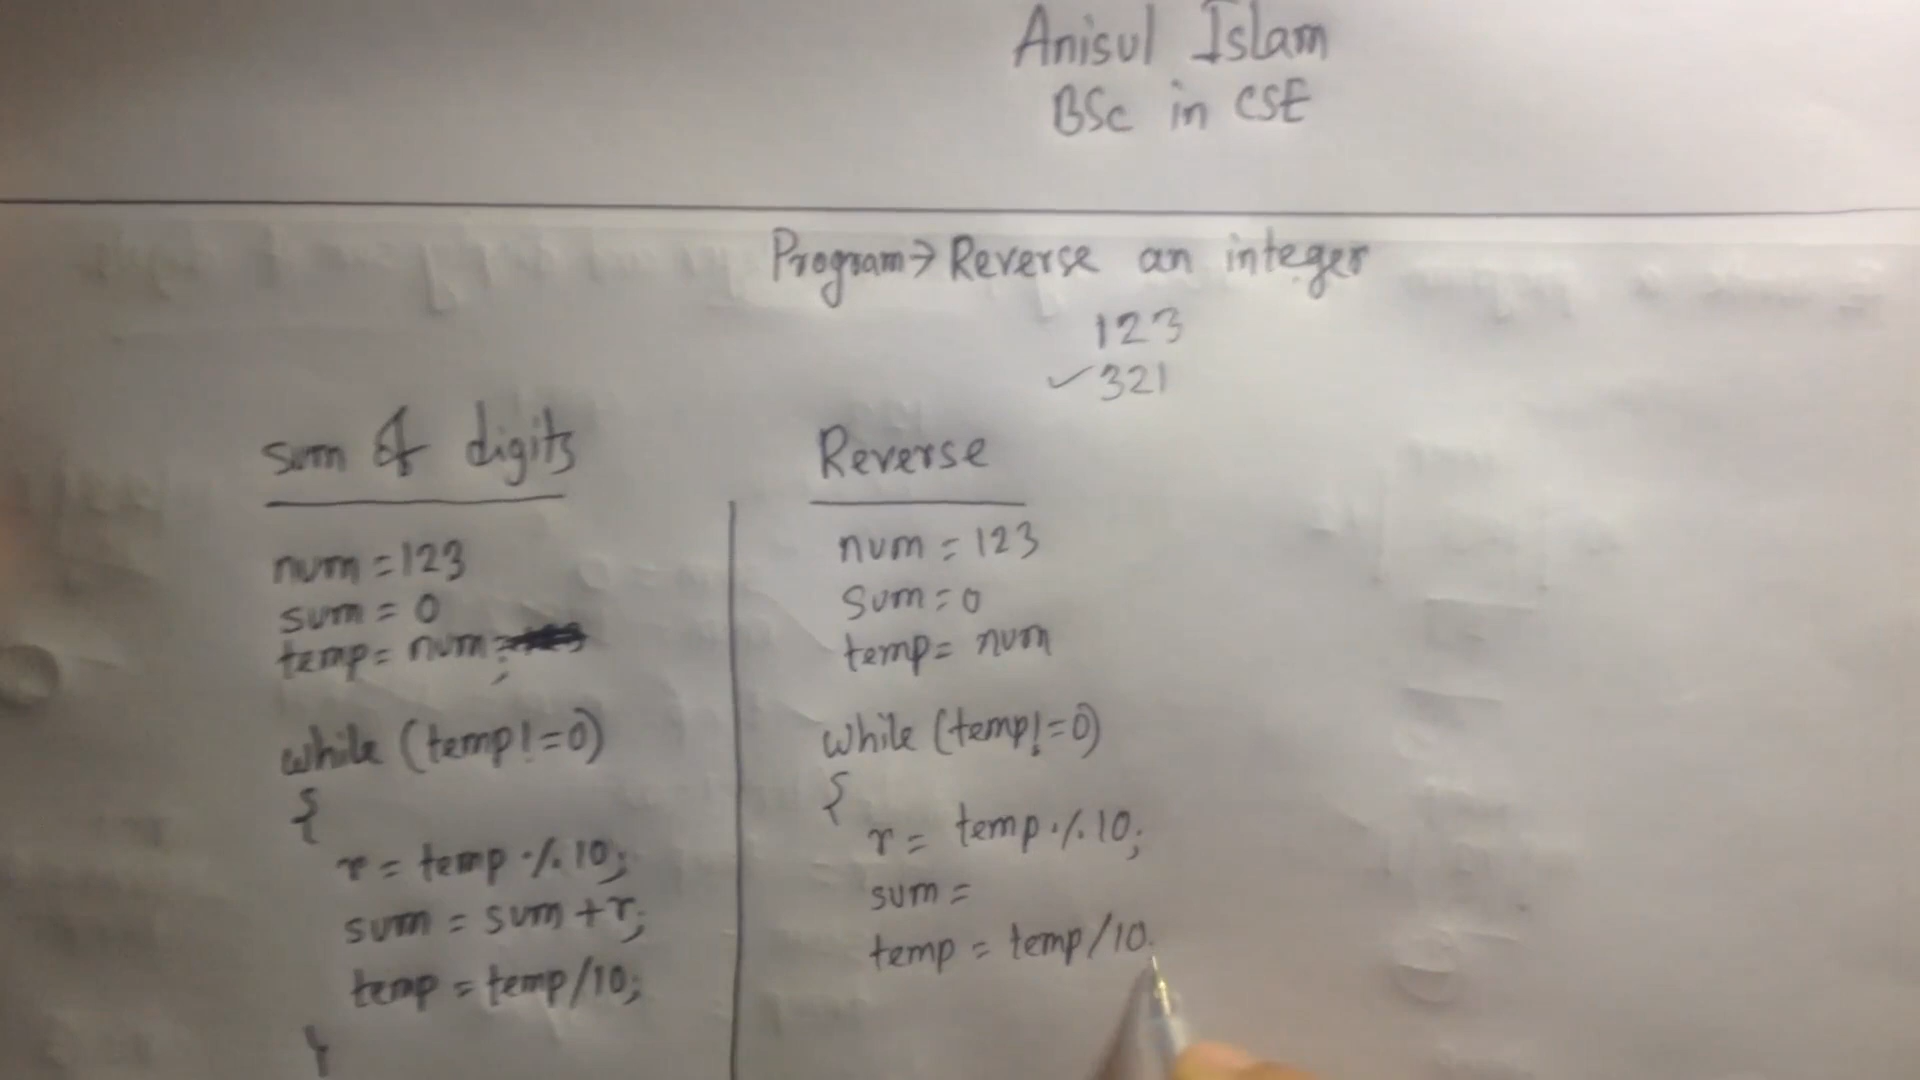 Anisul Islam
BSc in CSE
Program→ Reverse an integer
123
✓321
sum of digits
num = 123
sum = 0
temp = num;
while (temp!=0)
{
r = temp % 10;
sum = sum + r;
temp = temp/10;
}
Reverse
num = 123
sum = 0
temp = num
while (temp!=0)
{
r = temp % 10;
sum =
temp = temp/10.